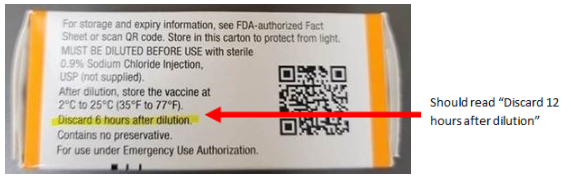 For storage and expiry information, see FDA-authorized Fact
Sheet or scan QR code. Store in this carton to protect from light.
MUST BE DILUTED BEFORE USE with sterile
0.9% Sodium Chloride Injection,
USP (not supplied).
After dilution, store the vaccine at
2°C to 25°C (35°F to 77°F).
Discard 6 hours after dilution.
Contains no preservative.
For use under Emergency Use Authorization.
Should read “Discard 12
hours after dilution”